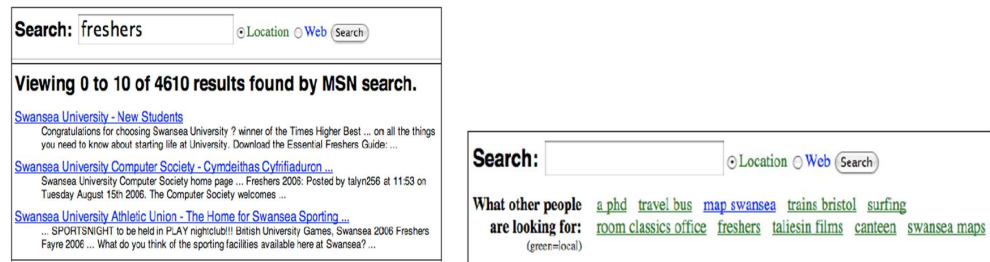 Search: freshers Location Web Search
Viewing 0 to 10 of 4610 results found by MSN search.
Swansea University - New Students
Congratulations for choosing Swansea University ? winner of the Times Higher Best ... on all the things
you need to know about starting life at University. Download the Essential Freshers Guide: ...
Swansea University Computer Society - Cymdeithas Cyfrifiaduron ...
Swansea University Computer Society home page ... Freshers 2006: Posted by talyn256 at 11:53 on
Tuesday August 15th 2006. The Computer Society welcomes ...
Swansea University Athletic Union - The Home for Swansea Sporting ...
... SPORTSNIGHT to be held in PLAY nightclub!!! British University Games, Swansea 2006 Freshers
Fayre 2006 ... What do you think of the sporting facilities available here at Swansea? ...
Search: Location Web Search
What other people a phd travel bus map swansea trains bristol surfing
are looking for: room classics office freshers taliesin films canteen swansea maps
(green=local)